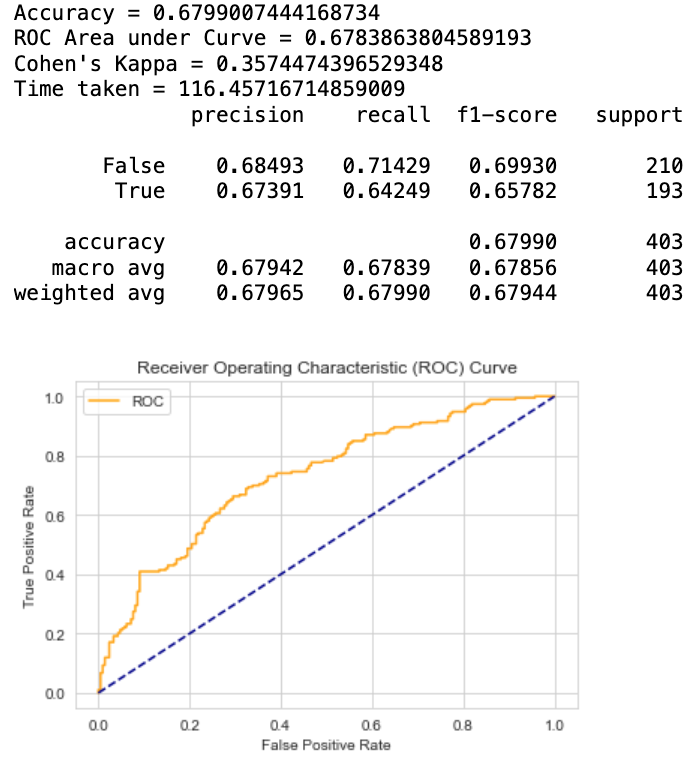 Accuracy = 0.6799007444168734
ROC Area under Curve = 0.6783863804589193
Cohen's Kappa = 0.3574474396529348
Time taken = 116.45716714859009
precision recall f1-score support
False 0.68493 0.71429 0.69930 210
True 0.67391 0.64249 0.65782 193
accuracy 0.67990 403
macro avg 0.67942 0.67839 0.67856 403
weighted avg 0.67965 0.67990 0.67944 403
Receiver Operating Characteristic (ROC) Curve
ROC
1.0
0.8
0.6
0.4
0.2
0.0
True Positive Rate
0.0 0.2 0.4 0.6 0.8 1.0
False Positive Rate